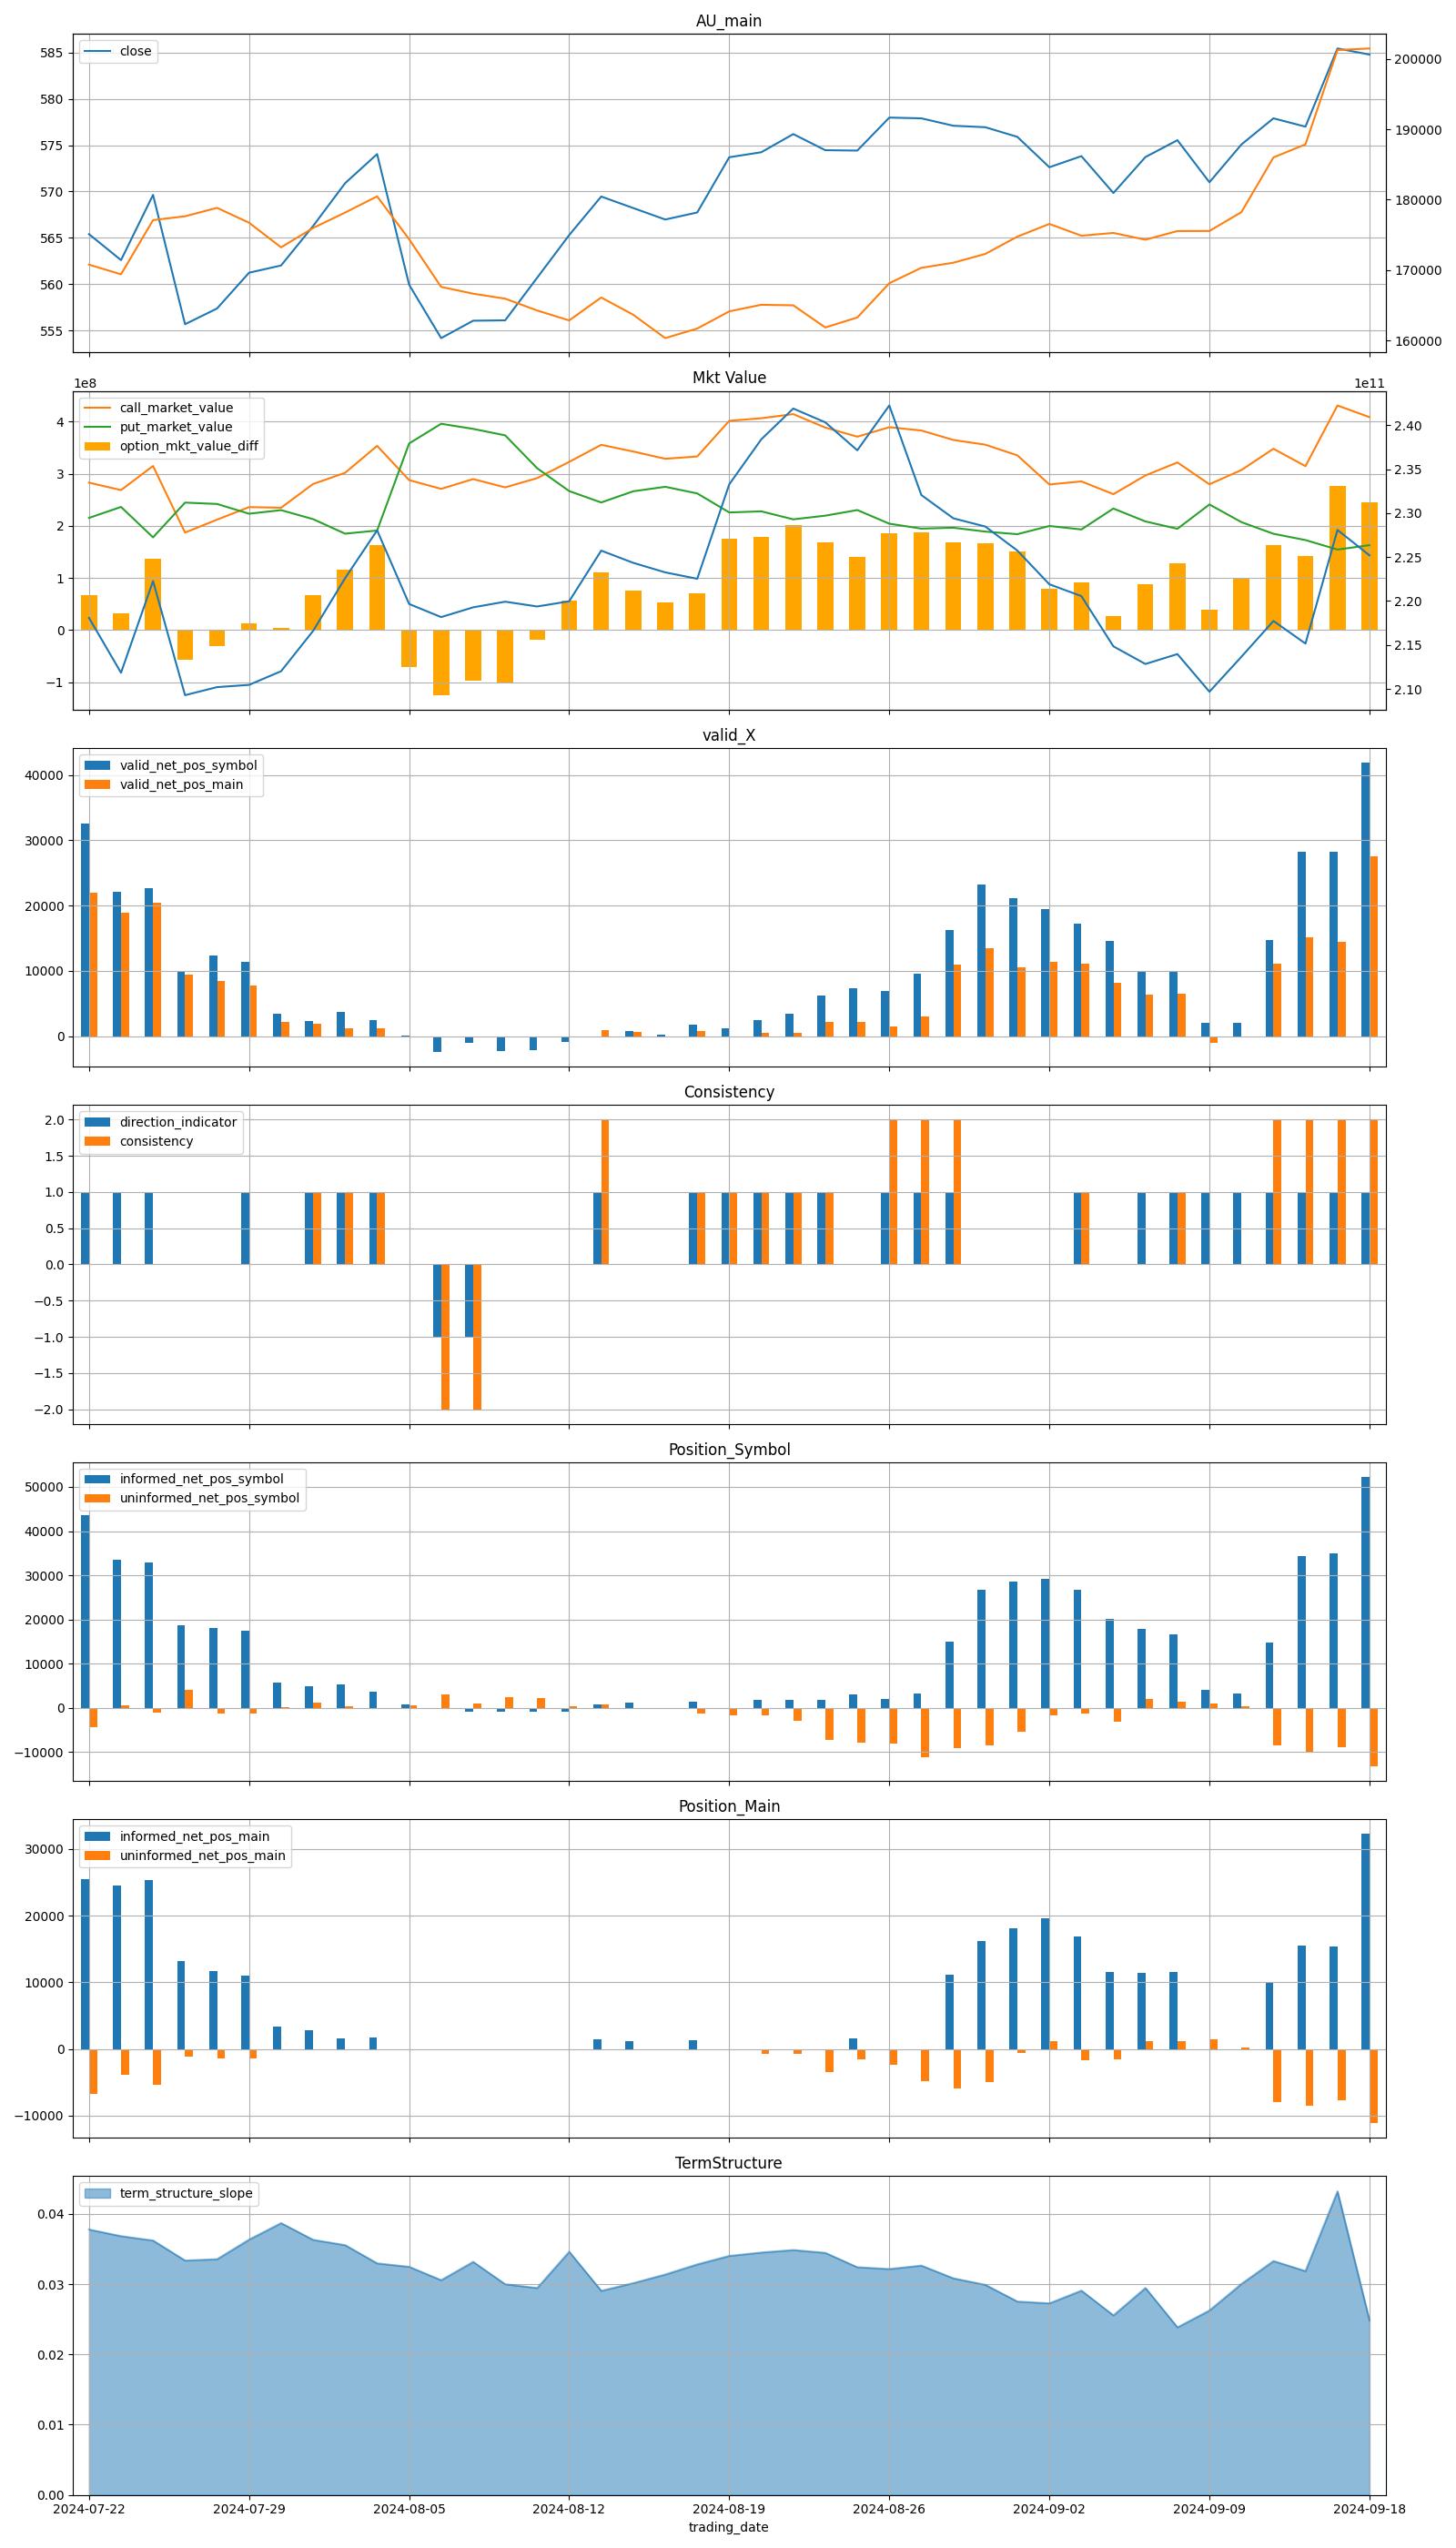 AU_main
close
585
580
575
570
565
560
555
200000
190000
180000
170000
160000
1e8
Mkt Value
1e11
call_market_value
put_market_value
option_mkt_value_diff
4
3
2
1
0
−1
2.40
2.35
2.30
2.25
2.20
2.15
2.10
valid_X
valid_net_pos_symbol
valid_net_pos_main
40000
30000
20000
10000
0
Consistency
direction_indicator
consistency
2.0
1.5
1.0
0.5
0.0
−0.5
−1.0
−1.5
−2.0
Position_Symbol
informed_net_pos_symbol
uninformed_net_pos_symbol
50000
40000
30000
20000
10000
0
−10000
Position_Main
informed_net_pos_main
uninformed_net_pos_main
30000
20000
10000
0
−10000
TermStructure
term_structure_slope
0.04
0.03
0.02
0.01
0.00
2024-07-22 2024-07-29 2024-08-05 2024-08-12 2024-08-19 2024-08-26 2024-09-02 2024-09-09 2024-09-18
trading_date